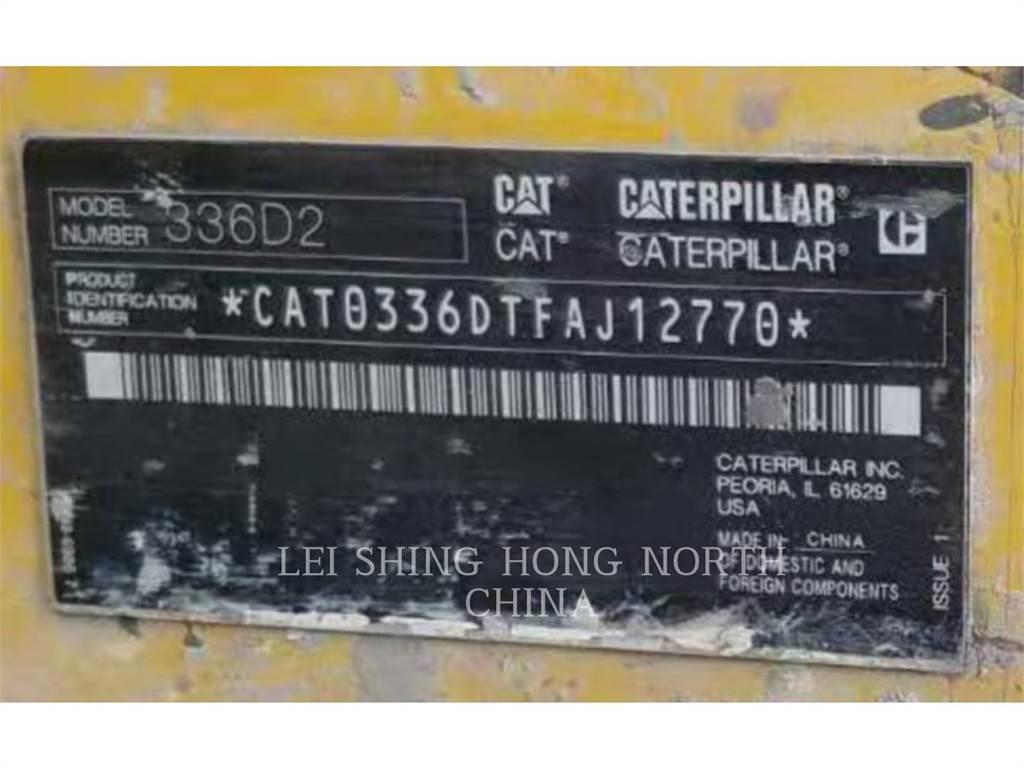 MODEL
NUMBER 336D2
CAT® CATERPILLAR®
CAT® CATERPILLAR®
PRODUCT
IDENTIFICATION
NUMBER
*CAT0336DTFAJ12770*
CATERPILLAR INC.
PEORIA, IL 61629
USA
MADE IN CHINA
OF DOMESTIC AND
FOREIGN COMPONENTS
ISSUE 1
LEI SHING HONG NORTH
CHINA